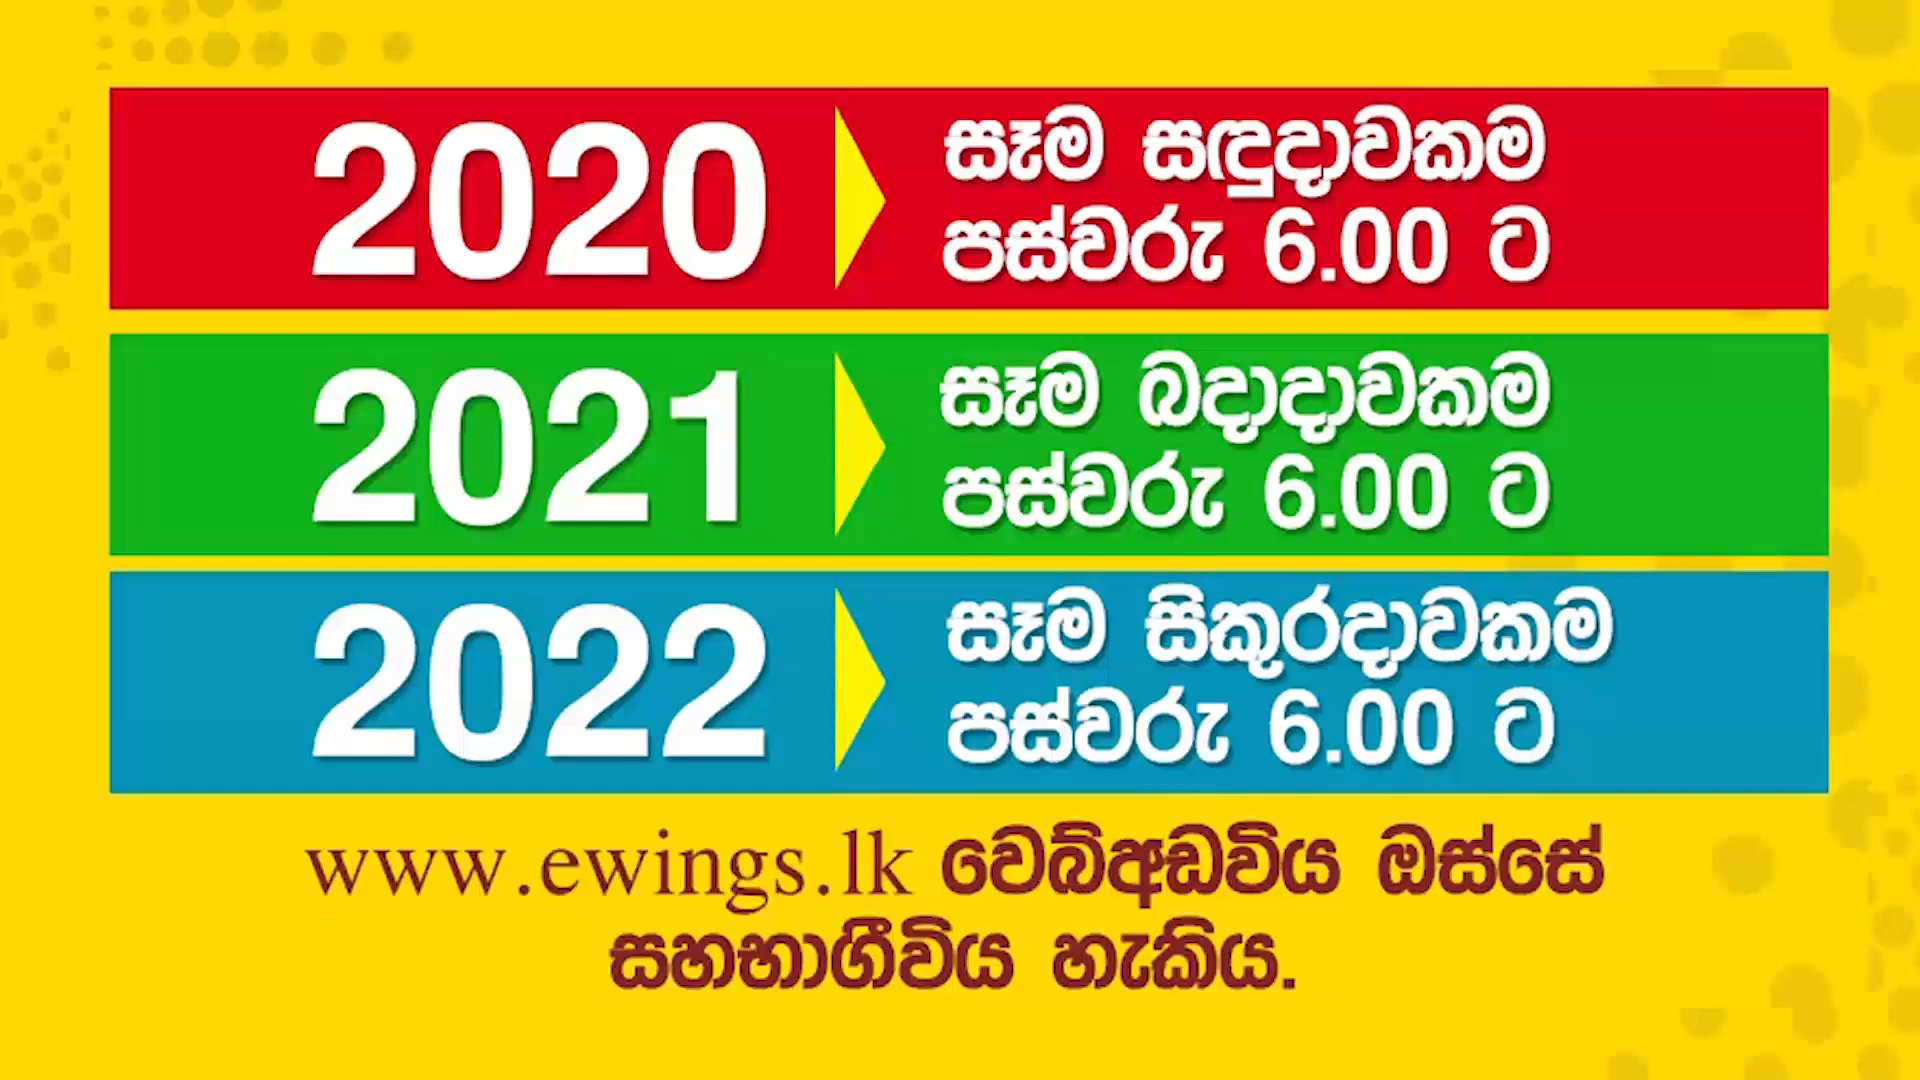 2020
සෑම සඳුදාවකම
පස්වරු 6.00 ට
2021
සෑම බදාදාවකම
පස්වරු 6.00 ට
2022
සෑම සිකුරදාවකම
පස්වරු 6.00 ට
www.ewings.lk වෙබ්අඩවිය ඔස්සේ
සහභාගීවිය හැකිය.